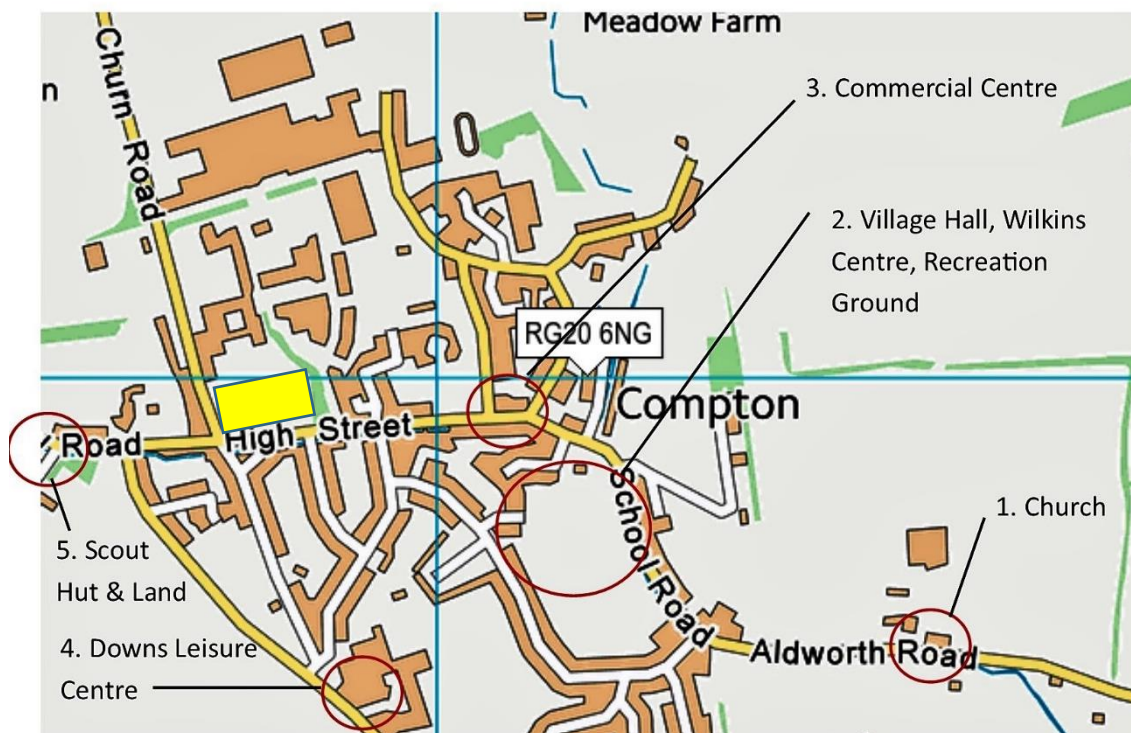 Meadow Farm
3. Commercial Centre
n
Churn Road
2. Village Hall, Wilkins
Centre, Recreation
Ground
RG20 6NG
Compton
Road
High Street
School Road
1. Church
5. Scout
Hut & Land
4. Downs Leisure
Centre
Aldworth Road